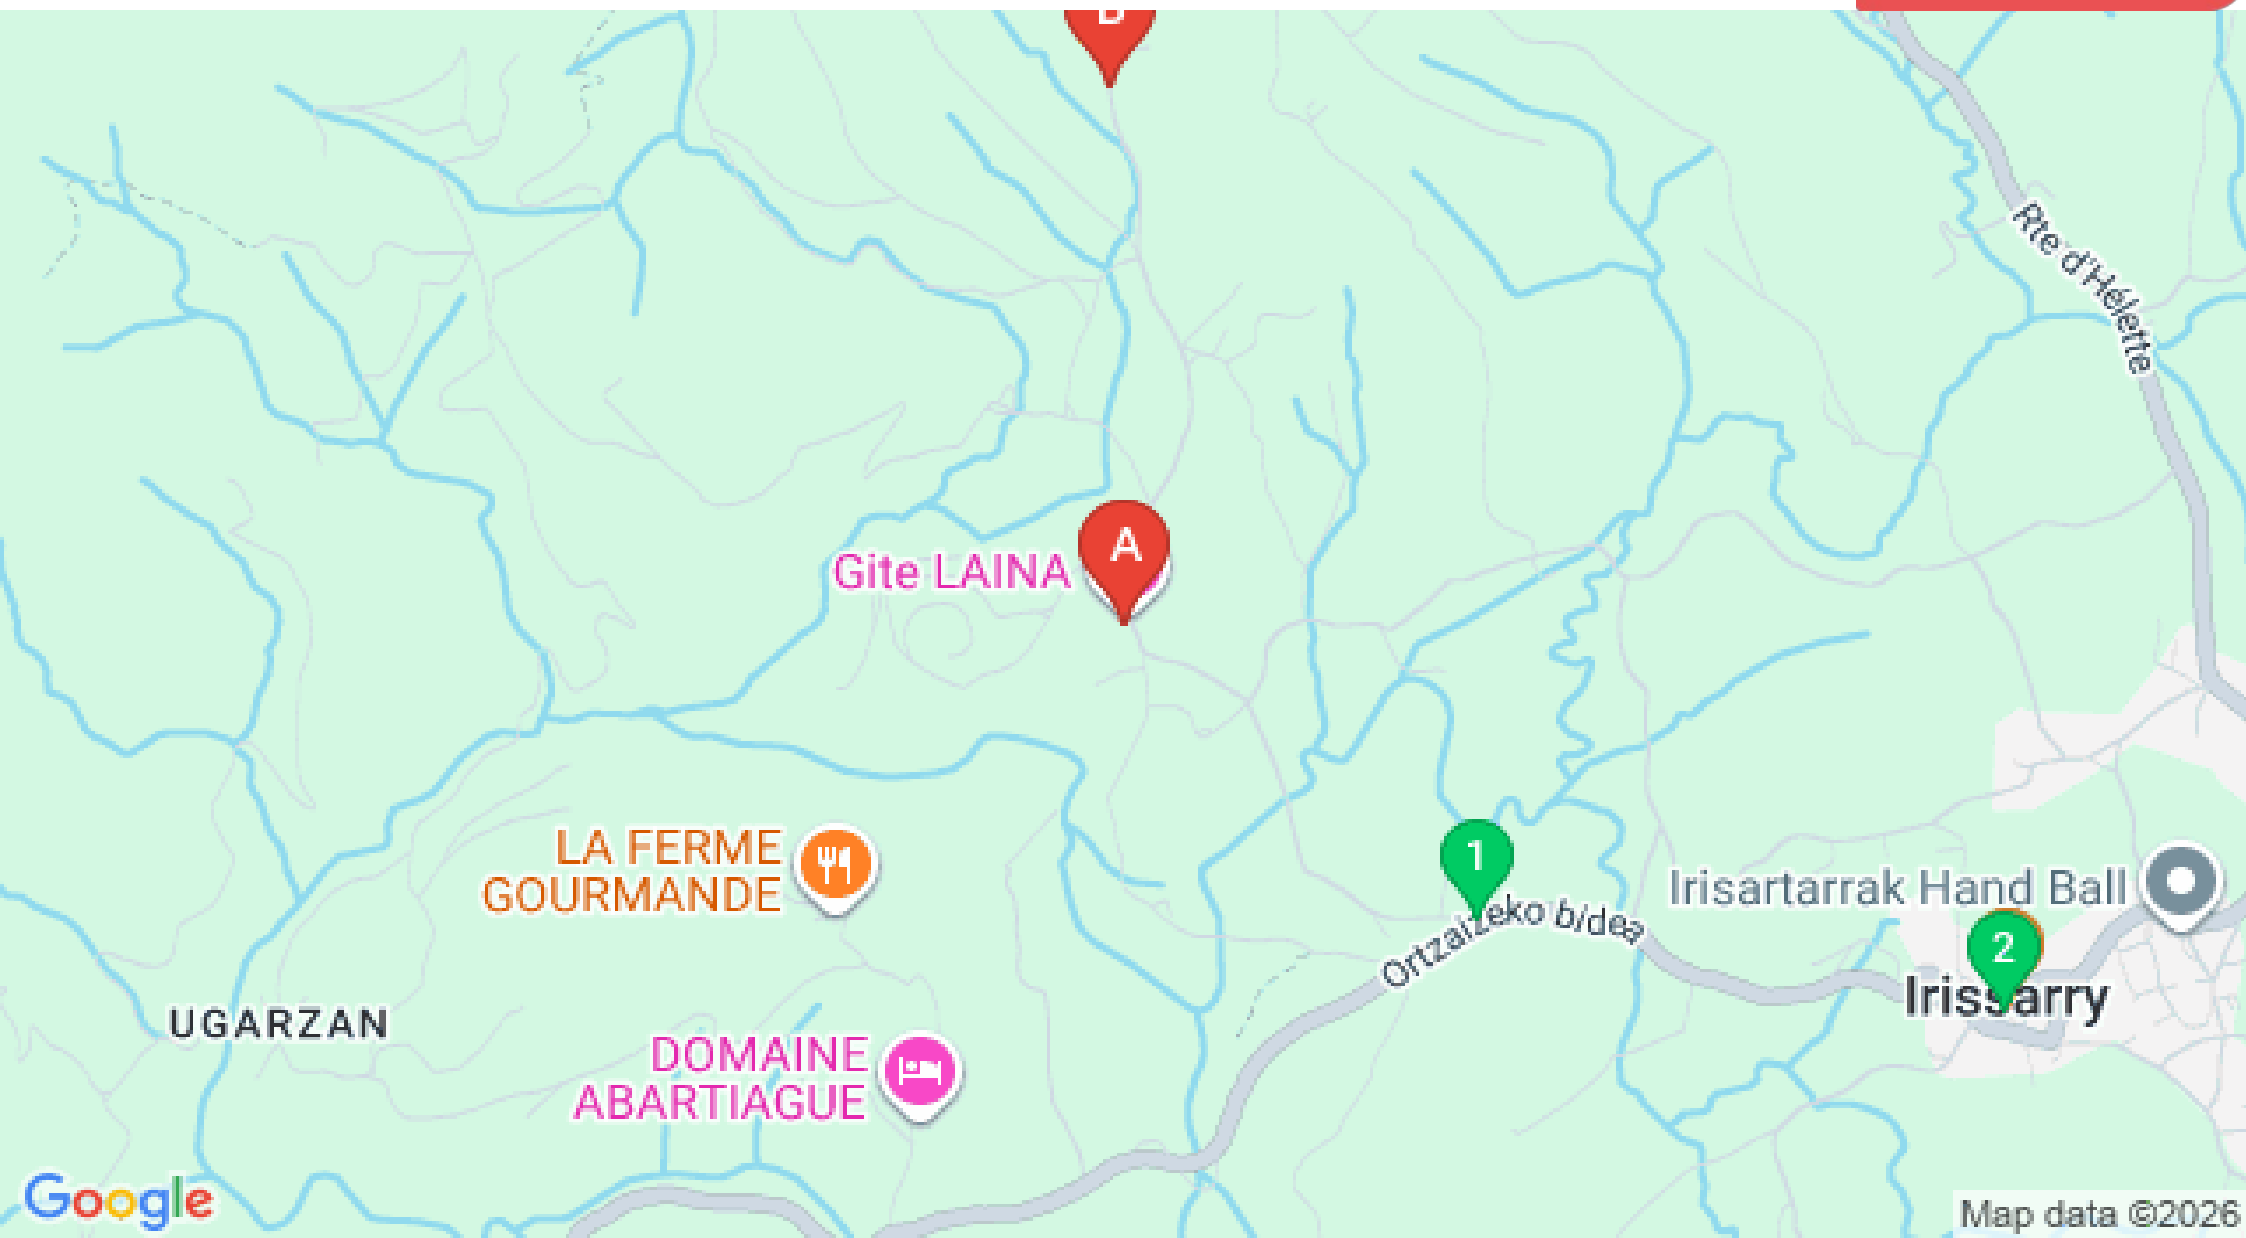 B
Rte d'Hélette
A
Gite LAINA
LA FERME
GOURMANDE
1
Ortzaizeko bidea
Irisartarrak Hand Ball
2
Irissarry
UGARZAN
DOMAINE
ABARTIAGUE
Google
Map data ©2026